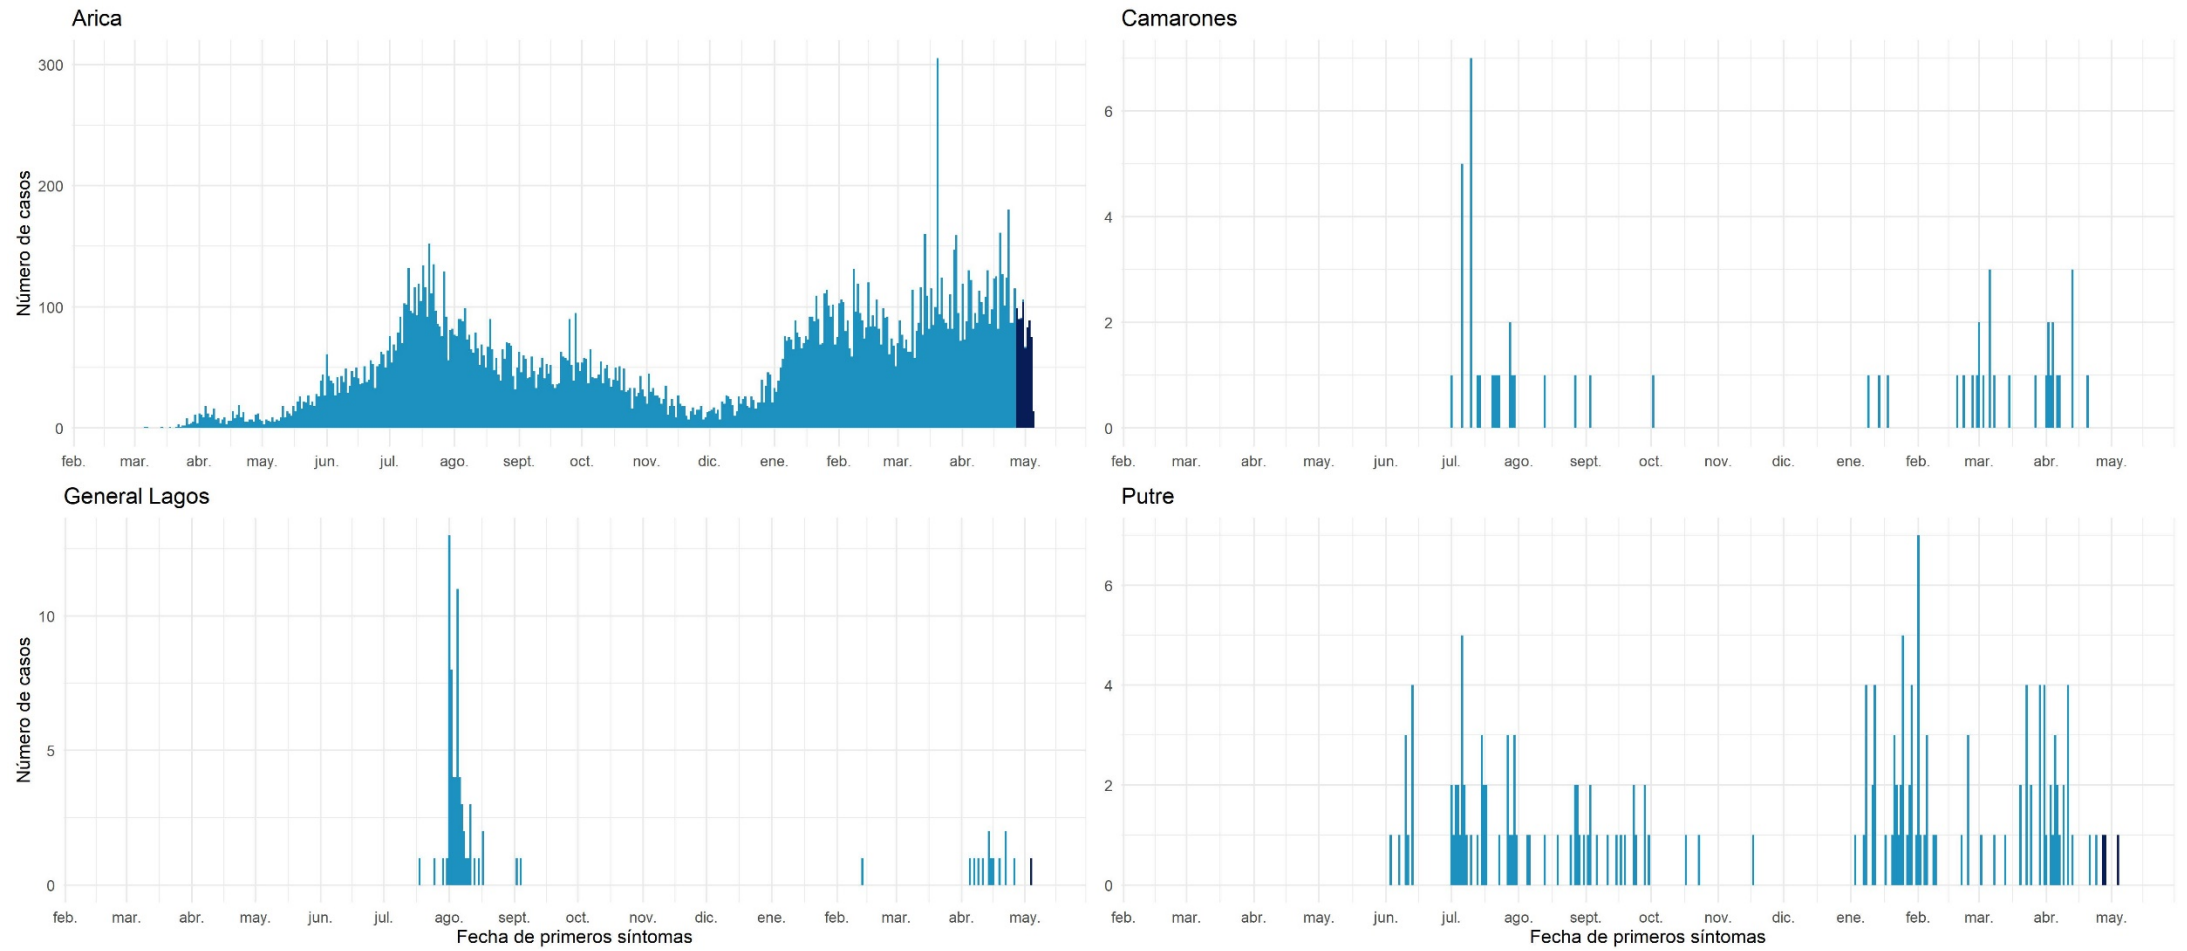 Arica
Número de casos
300
200
100
0
feb. mar. abr. may. jun. jul. ago. sept. oct. nov. dic. ene. feb. mar. abr. may.
Camarones
6
4
2
0
feb. mar. abr. may. jun. jul. ago. sept. oct. nov. dic. ene. feb. mar. abr. may.
General Lagos
Número de casos
10
5
0
feb. mar. abr. may. jun. jul. ago. sept. oct. nov. dic. ene. feb. mar. abr. may.
Fecha de primeros síntomas
Putre
6
4
2
0
feb. mar. abr. may. jun. jul. ago. sept. oct. nov. dic. ene. feb. mar. abr. may.
Fecha de primeros síntomas